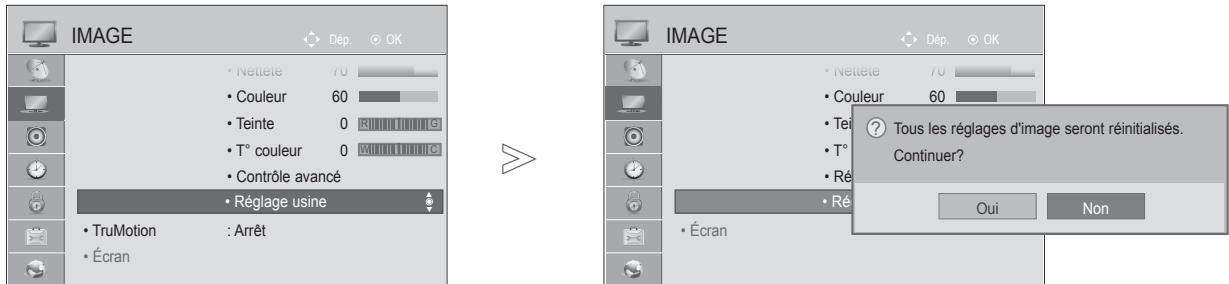 IMAGE
Dép. OK
• Netteté 70
• Couleur 60
• Teinte 0 R G
• T° couleur 0 W C
• Contrôle avancé
• Réglage usine
• TruMotion : Arrêt
• Écran
>
IMAGE
Dép. OK
• Netteté 70
• Couleur 60
• Tei
• T°
• Ré
• Ré
• Écran
? Tous les réglages d'image seront réinitialisés.
Continuer?
Oui Non